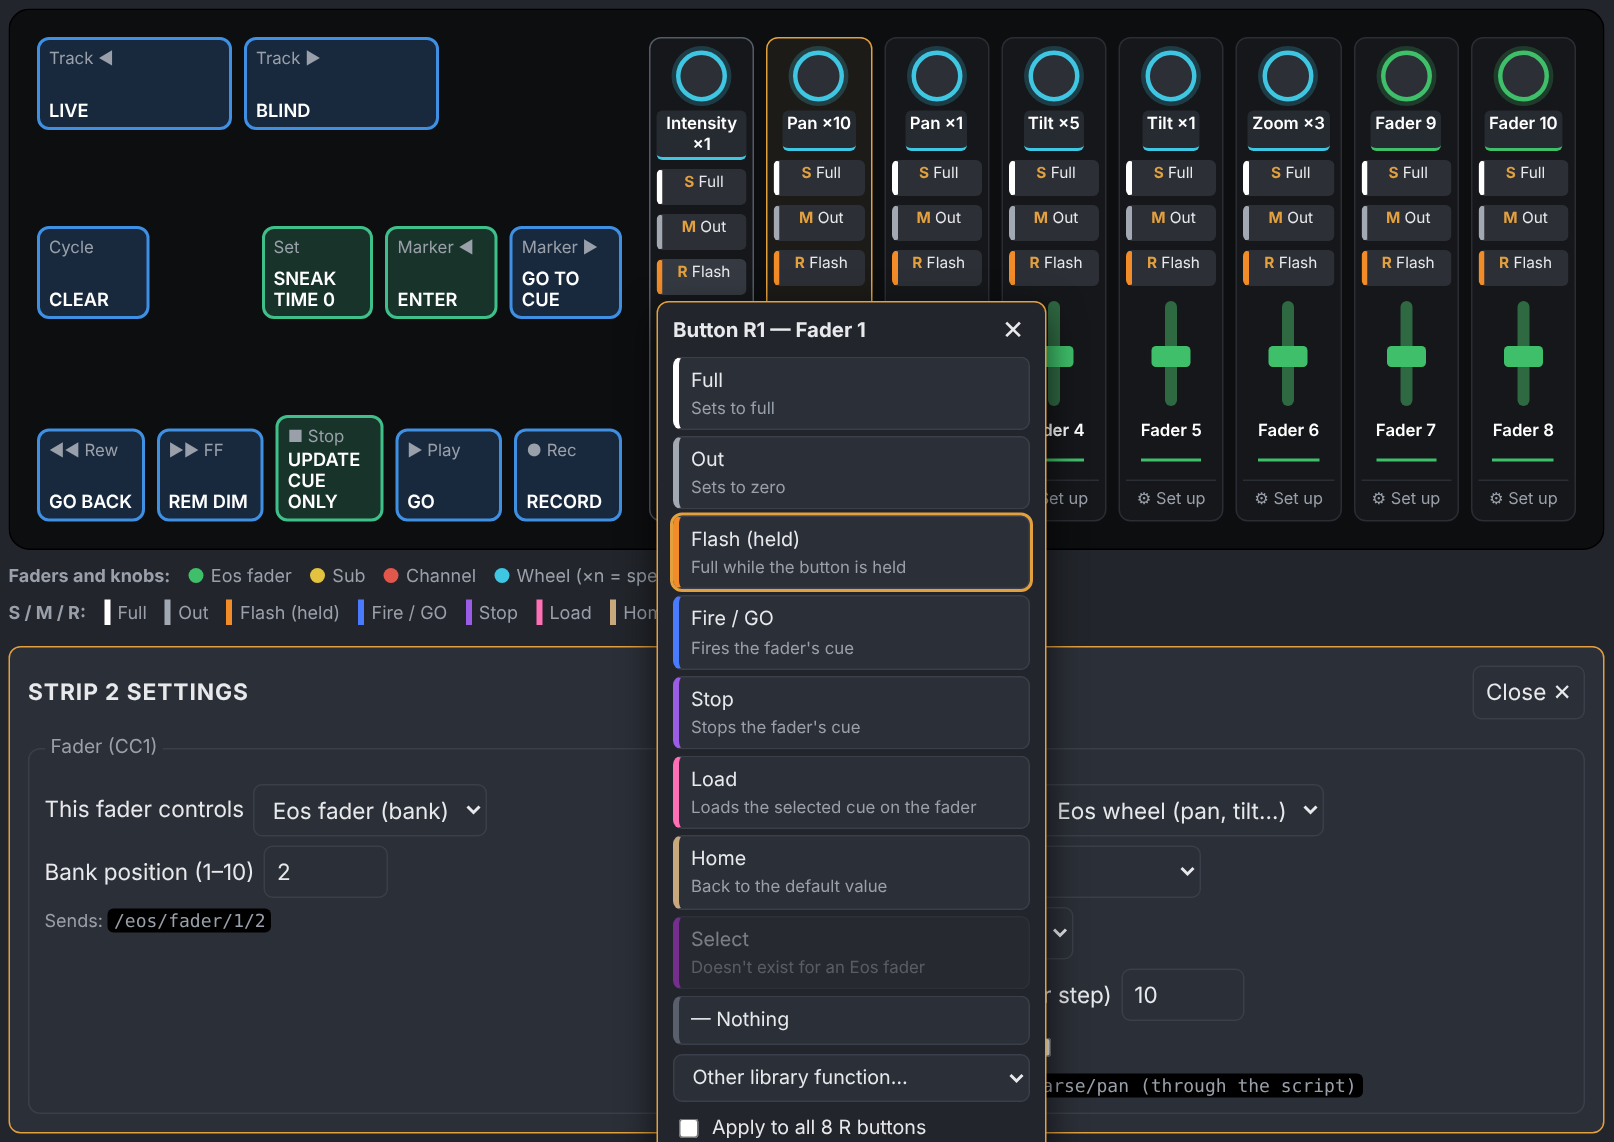 Track ◀
LIVE
Track ▶
BLIND
Cycle
CLEAR
Set
SNEAK
TIME 0
Marker ◀
ENTER
Marker ▶
GO TO
CUE
◀◀ Rew
GO BACK
▶▶ FF
REM DIM
■ Stop
UPDATE
CUE
ONLY
▶ Play
GO
● Rec
RECORD
Intensity
×1
S Full
M Out
R Flash
Pan ×10
S Full
M Out
R Flash
Pan ×1
S Full
M Out
R Flash
Tilt ×5
S Full
M Out
R Flash
der 4
Set up
Tilt ×1
S Full
M Out
R Flash
Fader 5
⚙ Set up
Zoom ×3
S Full
M Out
R Flash
Fader 6
⚙ Set up
Fader 9
S Full
M Out
R Flash
Fader 7
⚙ Set up
Fader 10
S Full
M Out
R Flash
Fader 8
⚙ Set up
Faders and knobs: Eos fader Sub Channel Wheel (×n = spe
S / M / R: Full Out Flash (held) Fire / GO Stop Load Hom
Button R1 — Fader 1 ✕
Full
Sets to full
Out
Sets to zero
Flash (held)
Full while the button is held
Fire / GO
Fires the fader's cue
Stop
Stops the fader's cue
Load
Loads the selected cue on the fader
Home
Back to the default value
Select
Doesn't exist for an Eos fader
— Nothing
Other library function...
Apply to all 8 R buttons
STRIP 2 SETTINGS
Close ✕
Fader (CC1)
This fader controls Eos fader (bank)
Bank position (1–10) 2
Sends: /eos/fader/1/2
Eos wheel (pan, tilt...)
step) 10
arse/pan (through the script)